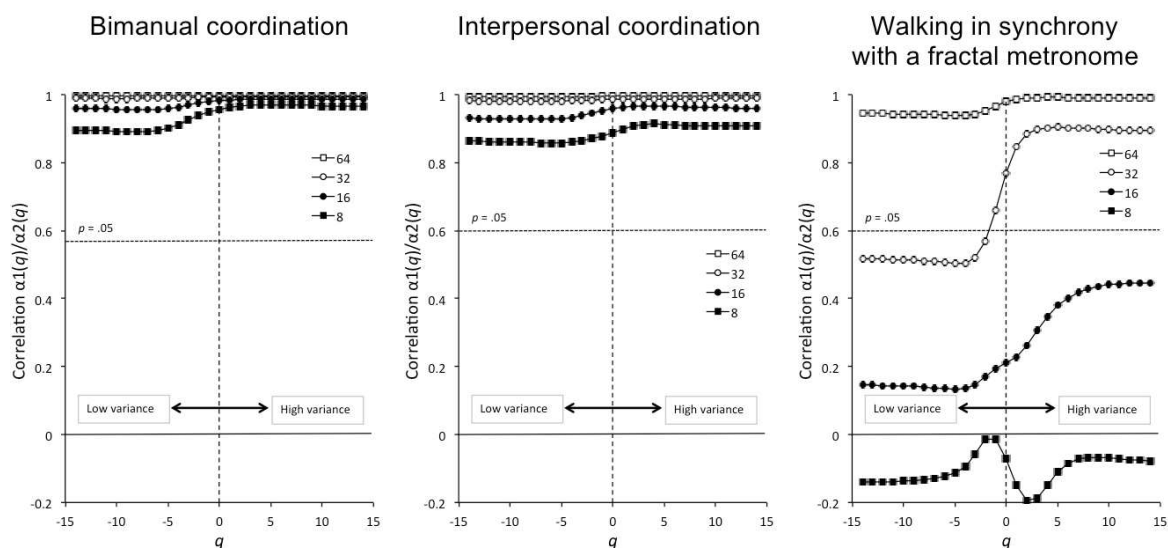 Bimanual coordination
Correlation α1(q)/α2(q)
1
0.8
0.6
0.4
0.2
0
-0.2
64
32
16
8
p = .05
Low variance
High variance
-15
-10
-5
0
5
10
15
q
Interpersonal coordination
Correlation α1(q)/α2(q)
1
0.8
0.6
0.4
0.2
0
-0.2
p = .05
64
32
16
8
Low variance
High variance
-15
-10
-5
0
5
10
15
q
Walking in synchrony
with a fractal metronome
Correlation α1(q)/α2(q)
1
0.8
0.6
0.4
0.2
0
-0.2
64
32
16
8
p = .05
Low variance
High variance
-15
-10
-5
0
5
10
15
q